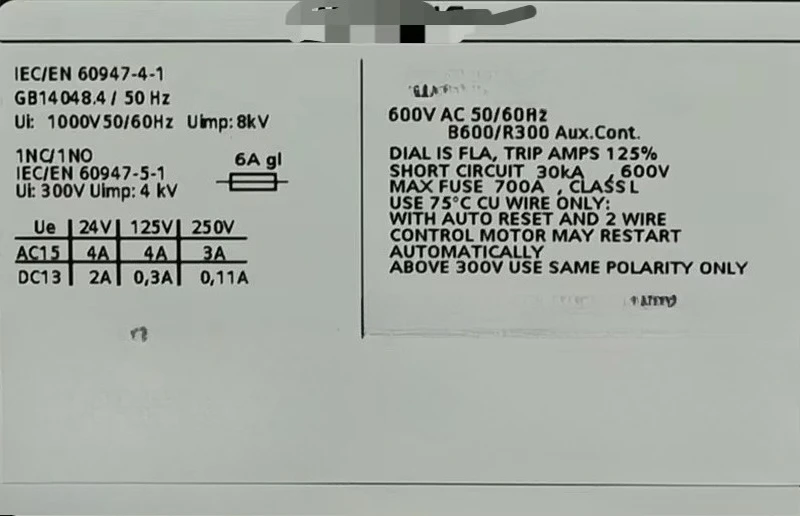 IEC/EN 60947-4-1
GB14048.4 / 50 Hz
Ui: 1000V 50/60Hz Uimp: 8kV
1NC/1NO
IEC/EN 60947-5-1
Ui: 300V Uimp: 4 kV
6A gl
Ue 24V 125V 250V
AC15 4A 4A 3A
DC13 2A 0,3A 0,11A
600V AC 50/60Hz
B600/R300 Aux.Cont.
DIAL IS FLA, TRIP AMPS 125%
SHORT CIRCUIT 30kA , 600V
MAX FUSE 700A , CLASS L
USE 75°C CU WIRE ONLY:
WITH AUTO RESET AND 2 WIRE
CONTROL MOTOR MAY RESTART
AUTOMATICALLY
ABOVE 300V USE SAME POLARITY ONLY